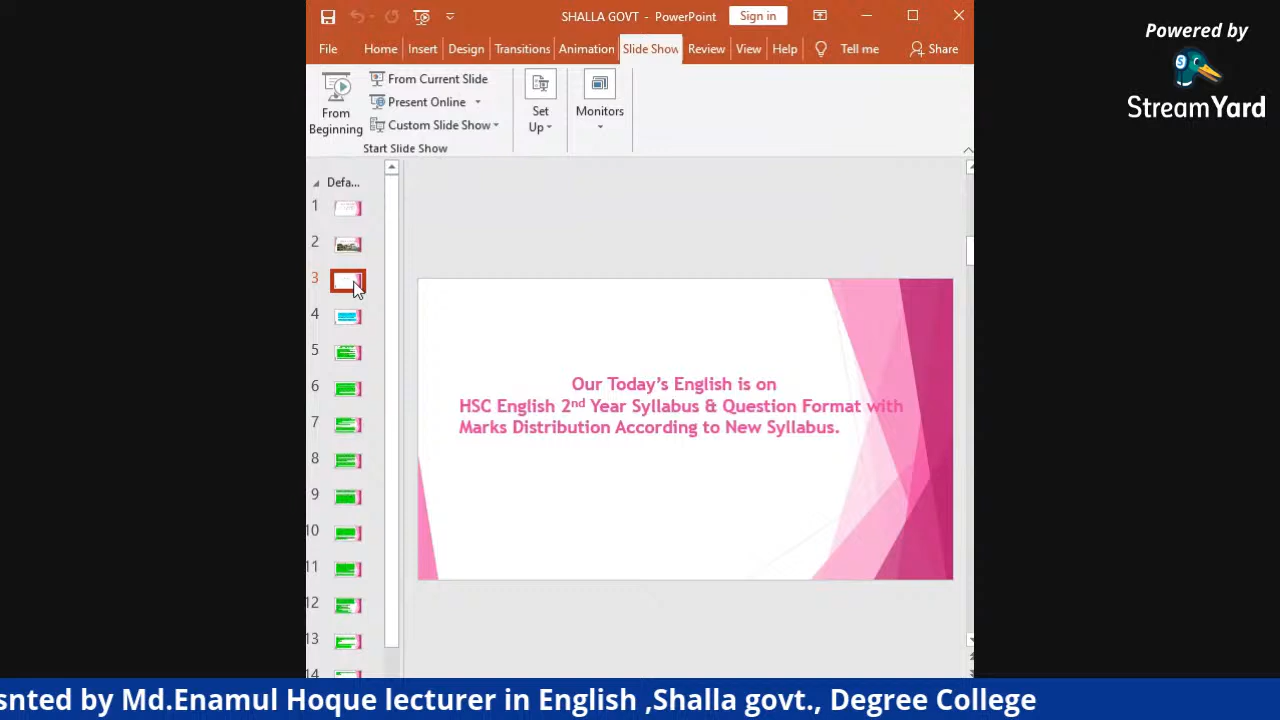 SHALLA GOVT - PowerPoint
Sign in
File Home Insert Design Transitions Animation Slide Show Review View Help Tell me Share
From Beginning
From Current Slide
Present Online
Custom Slide Show
Start Slide Show
Set Up
Monitors
Defa...
1
2
3
4
5
6
7
8
9
10
11
12
13
14
Our Today's English is on
HSC English 2nd Year Syllabus & Question Format with
Marks Distribution According to New Syllabus.
Powered by
S
StreamYard
snted by Md.Enamul Hoque lecturer in English ,Shalla govt., Degree College